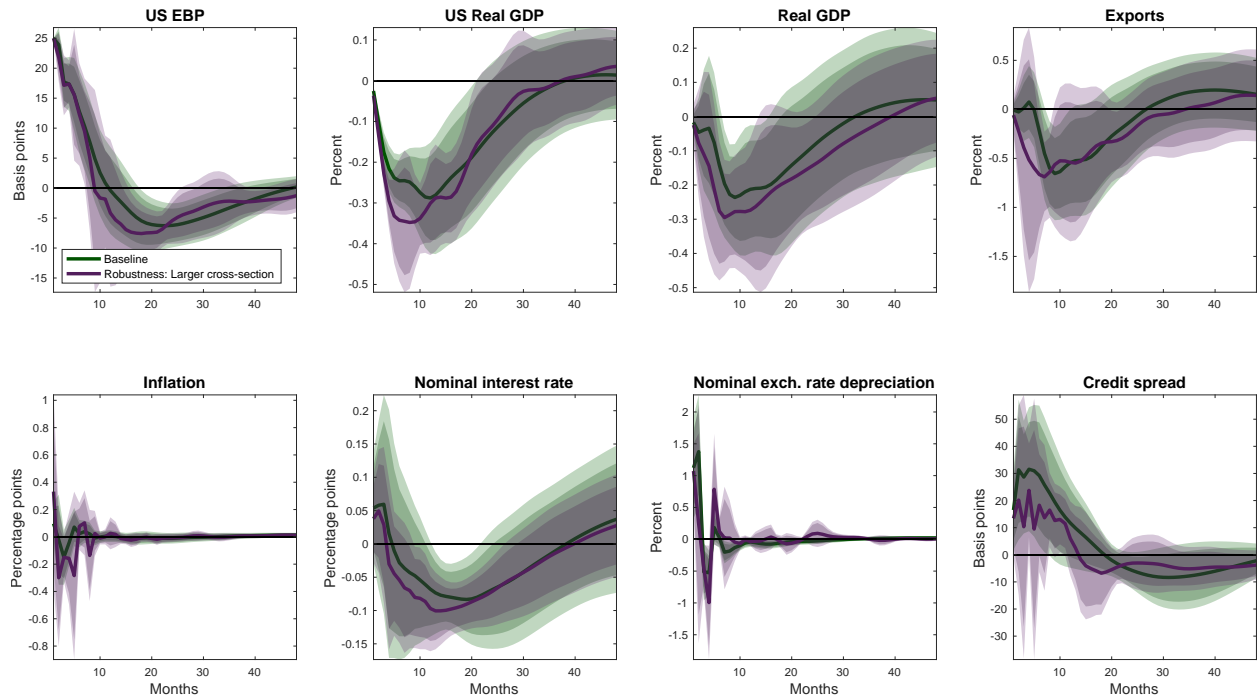 US EBP
US Real GDP
Real GDP
Exports
Basis points
25
20
15
10
5
0
-5
-10
-15
Baseline
Robustness: Larger cross-section
10 20 30 40
Percent
0.1
0
-0.1
-0.2
-0.3
-0.4
-0.5
10 20 30 40
Percent
0.2
0.1
0
-0.1
-0.2
-0.3
-0.4
-0.5
10 20 30 40
Percent
0.5
0
-0.5
-1
-1.5
10 20 30 40
Inflation
Nominal interest rate
Nominal exch. rate depreciation
Credit spread
Percentage points
1
0.8
0.6
0.4
0.2
0
-0.2
-0.4
-0.6
-0.8
10 20 30 40
Months
Percentage points
0.2
0.15
0.1
0.05
0
-0.05
-0.1
-0.15
10 20 30 40
Months
Percent
2
1.5
1
0.5
0
-0.5
-1
-1.5
10 20 30 40
Months
Basis points
50
40
30
20
10
0
-10
-20
-30
10 20 30 40
Months